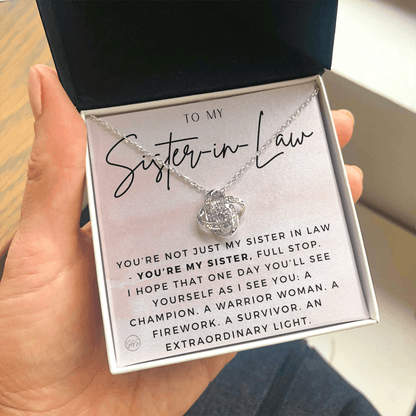 TO MY
Sister-in-Law
YOU'RE NOT JUST MY SISTER IN LAW
- YOU'RE MY SISTER, FULL STOP.
I HOPE THAT ONE DAY YOU'LL SEE
YOURSELF AS I SEE YOU; A
CHAMPION. A WARRIOR WOMAN. A
FIREWORK. A SURVIVOR. AN
EXTRAORDINARY LIGHT.